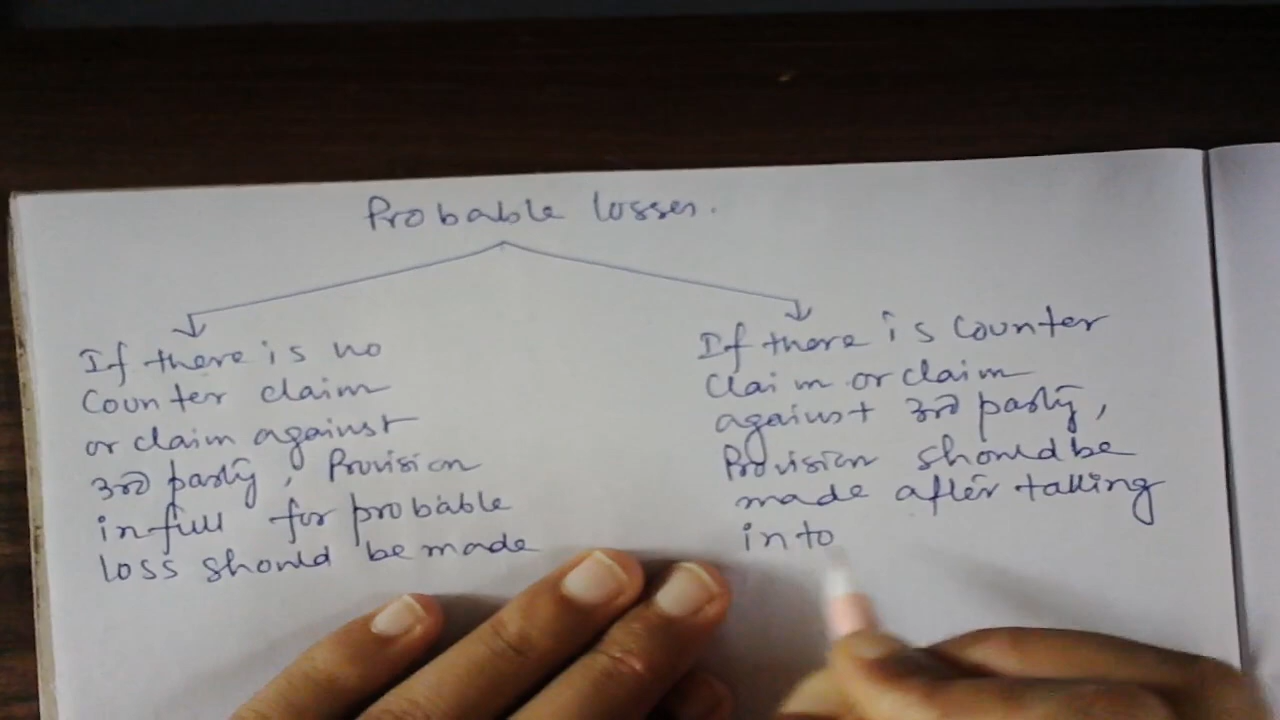 Probable losses.
If there is no
Counter claim
or claim against
3rd party, Provision
in full for probable
loss should be made
If there is Counter
Claim or claim
against 3rd party,
Provision should be
made after taking
into